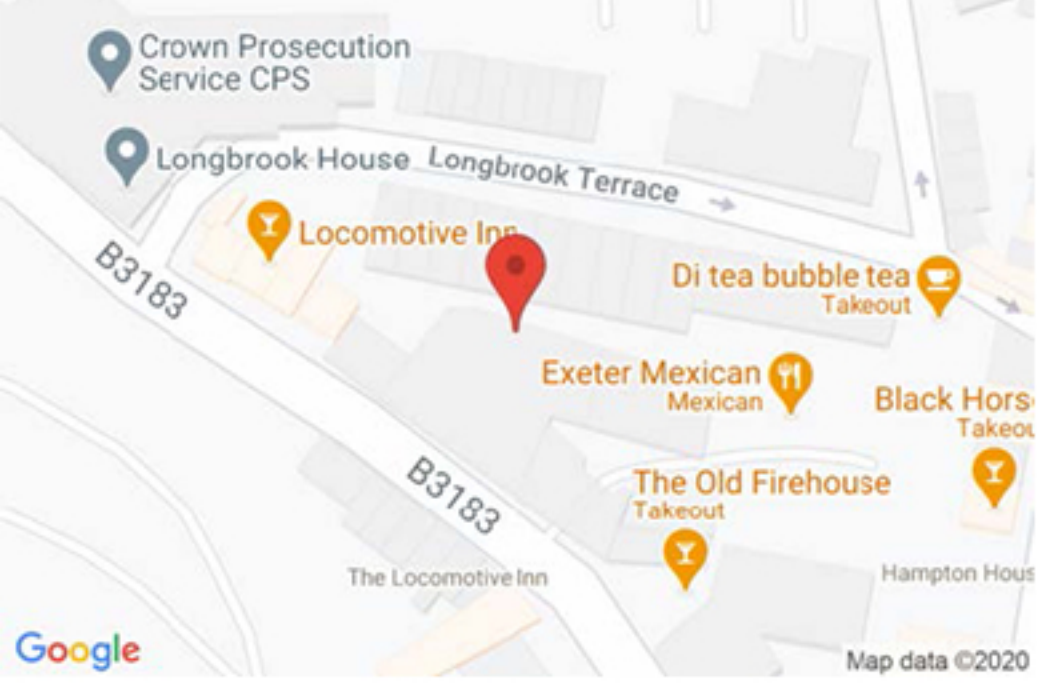 Crown Prosecution
Service CPS
Longbrook House
Longbrook Terrace
Locomotive Inn
B3183
Di tea bubble tea
Takeout
Exeter Mexican
Mexican
Black Hors
Takeou
B3183
The Old Firehouse
Takeout
The Locomotive Inn
Hampton Hous
Google
Map data ©2020